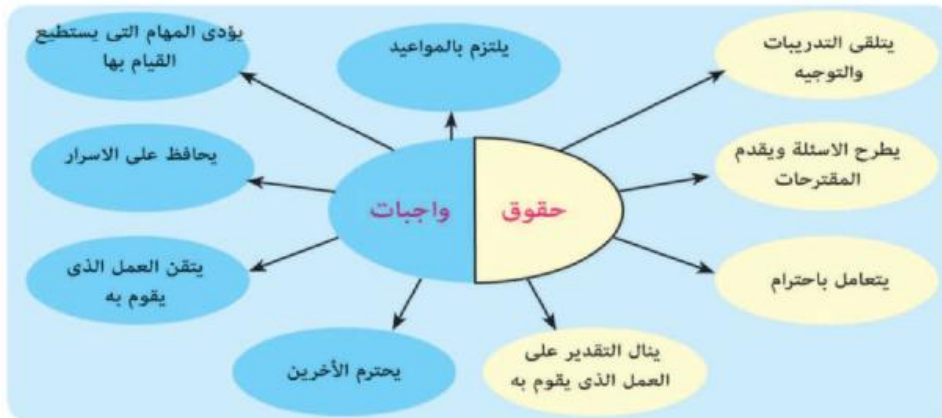 حقوق
يتلقى التدريبات
والتوجيه
يطرح الاسئلة ويقدم
المقترحات
يتعامل باحترام
ينال التقدير على
العمل الذى يقوم به
واجبات
يلتزم بالمواعيد
يؤدى المهام التى يستطيع
القيام بها
يحافظ على الاسرار
يتقن العمل الذى
يقوم به
يحترم الأخرين